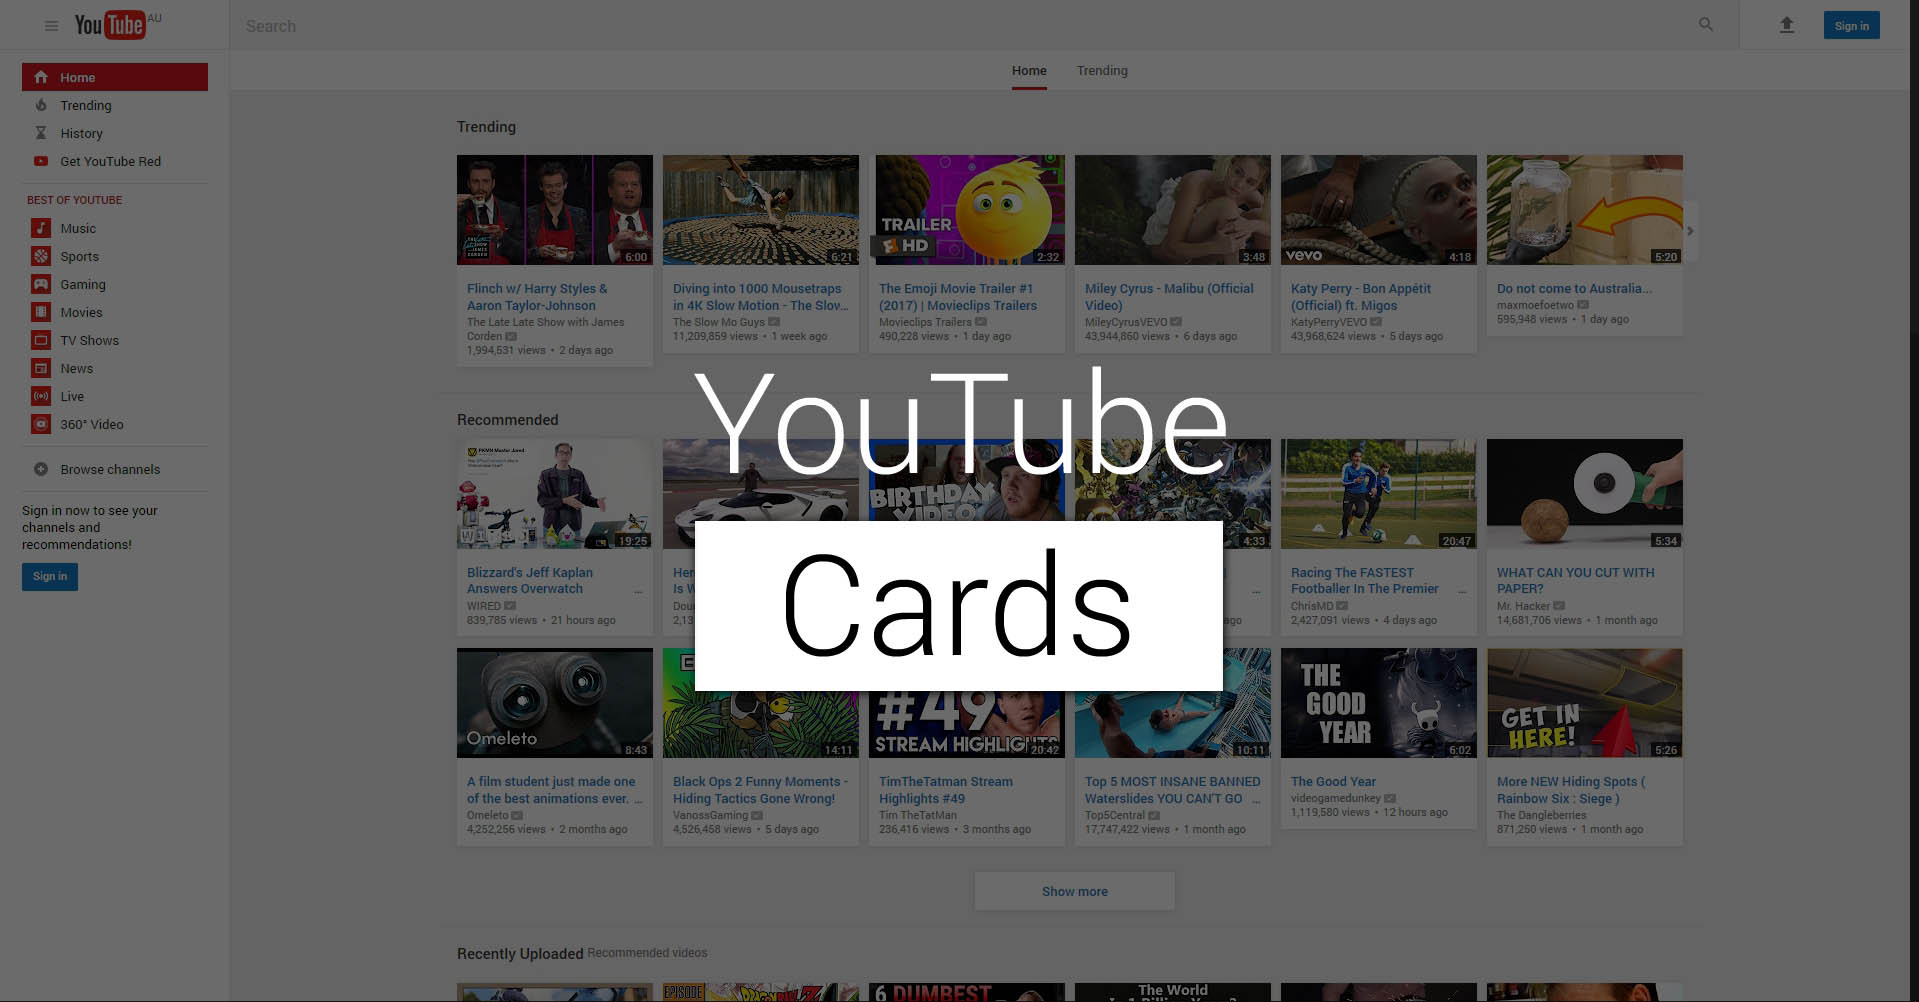 YouTube AU
Search
Sign in
Home
Trending
History
Get YouTube Red
BEST OF YOUTUBE
Music
Sports
Gaming
Movies
TV Shows
News
Live
360° Video
Browse channels
Sign in now to see your
channels and
recommendations!
Sign in
Home Trending
YouTube
Cards
Trending
6:00
Flinch w/ Harry Styles &
Aaron Taylor-Johnson
The Late Late Show with James
Corden
1,994,531 views • 2 days ago
6:21
Diving into 1000 Mousetraps
in 4K Slow Motion - The Slow...
The Slow Mo Guys
11,209,859 views • 1 week ago
TRAILER
HD
2:32
The Emoji Movie Trailer #1
(2017) | Movieclips Trailers
Movieclips Trailers
490,228 views • 1 day ago
3:48
Miley Cyrus - Malibu (Official
Video)
MileyCyrusVEVO
43,944,860 views • 6 days ago
vevo
4:18
Katy Perry - Bon Appétit
(Official) ft. Migos
KatyPerryVEVO
43,968,624 views • 5 days ago
5:20
Do not come to Australia...
maxmoefoetwo
595,948 views • 1 day ago
Recommended
PKMN Master Jared
WIRED
19:25
Blizzard's Jeff Kaplan
Answers Overwatch ...
WIRED
839,785 views • 21 hours ago
Is W
Dou
2,13
BIRTHDAY
VIDEO
4:33
...
ago
20:47
Racing The FASTEST
Footballer In The Premier ...
ChrisMD
2,427,091 views • 4 days ago
5:34
WHAT CAN YOU CUT WITH
PAPER?
Mr. Hacker
14,681,706 views • 1 month ago
Omeleto
8:43
A film student just made one
of the best animations ever. ...
Omeleto
4,252,256 views • 2 months ago
14:11
Black Ops 2 Funny Moments -
Hiding Tactics Gone Wrong!
VanossGaming
4,526,458 views • 5 days ago
#49
STREAM HIGHLIGHTS
20:42
TimTheTatman Stream
Highlights #49
Tim TheTatMan
236,416 views • 3 months ago
10:11
Top 5 MOST INSANE BANNED
Waterslides YOU CAN'T GO ...
Top5Central
17,747,422 views • 1 month ago
THE
GOOD
YEAR
6:02
The Good Year
videogamedunkey
1,119,580 views • 12 hours ago
GET IN
HERE!
5:26
More NEW Hiding Spots (
Rainbow Six : Siege )
The Dangleberries
871,250 views • 1 month ago
Show more
Recently Uploaded Recommended videos
EPISODE
DRAGON BALL Z
6 DUMBEST
The World